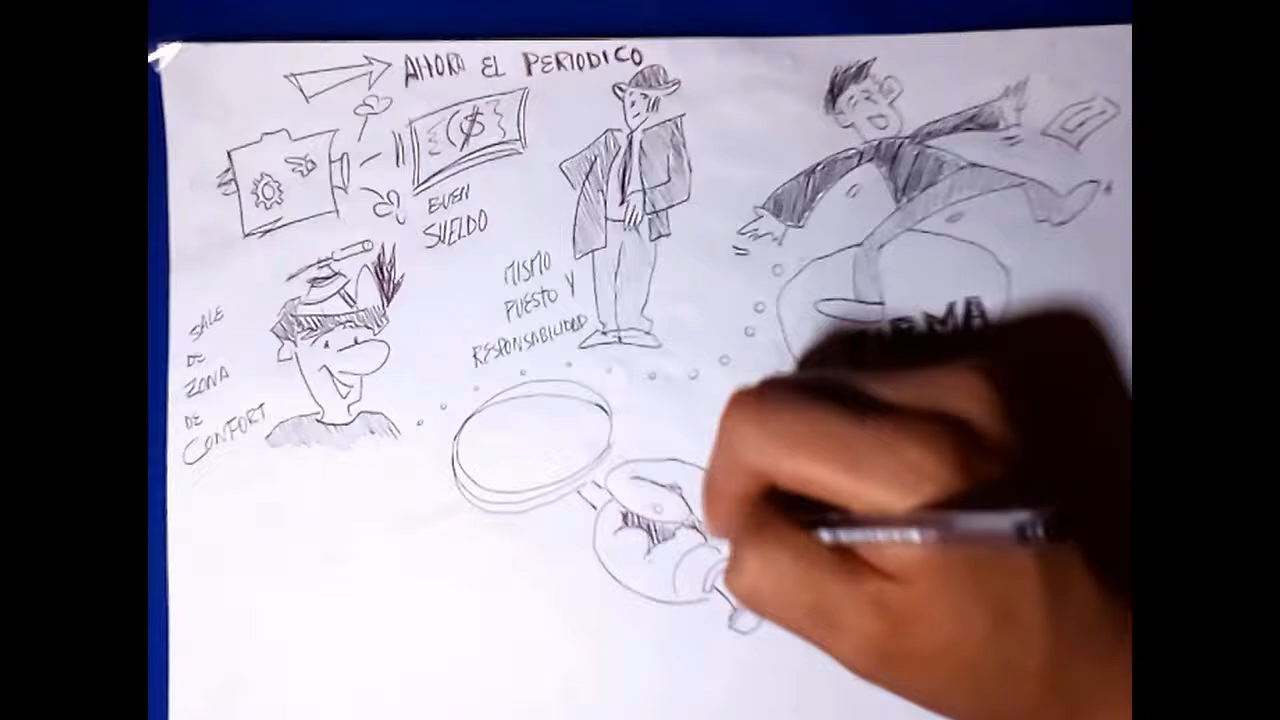 AHORA EL PERIODICO
$
BUEN
SUELDO
MISMO
PUESTO Y
RESPONSABILIDAD
SALE
DE
ZONA
DE
CONFORT